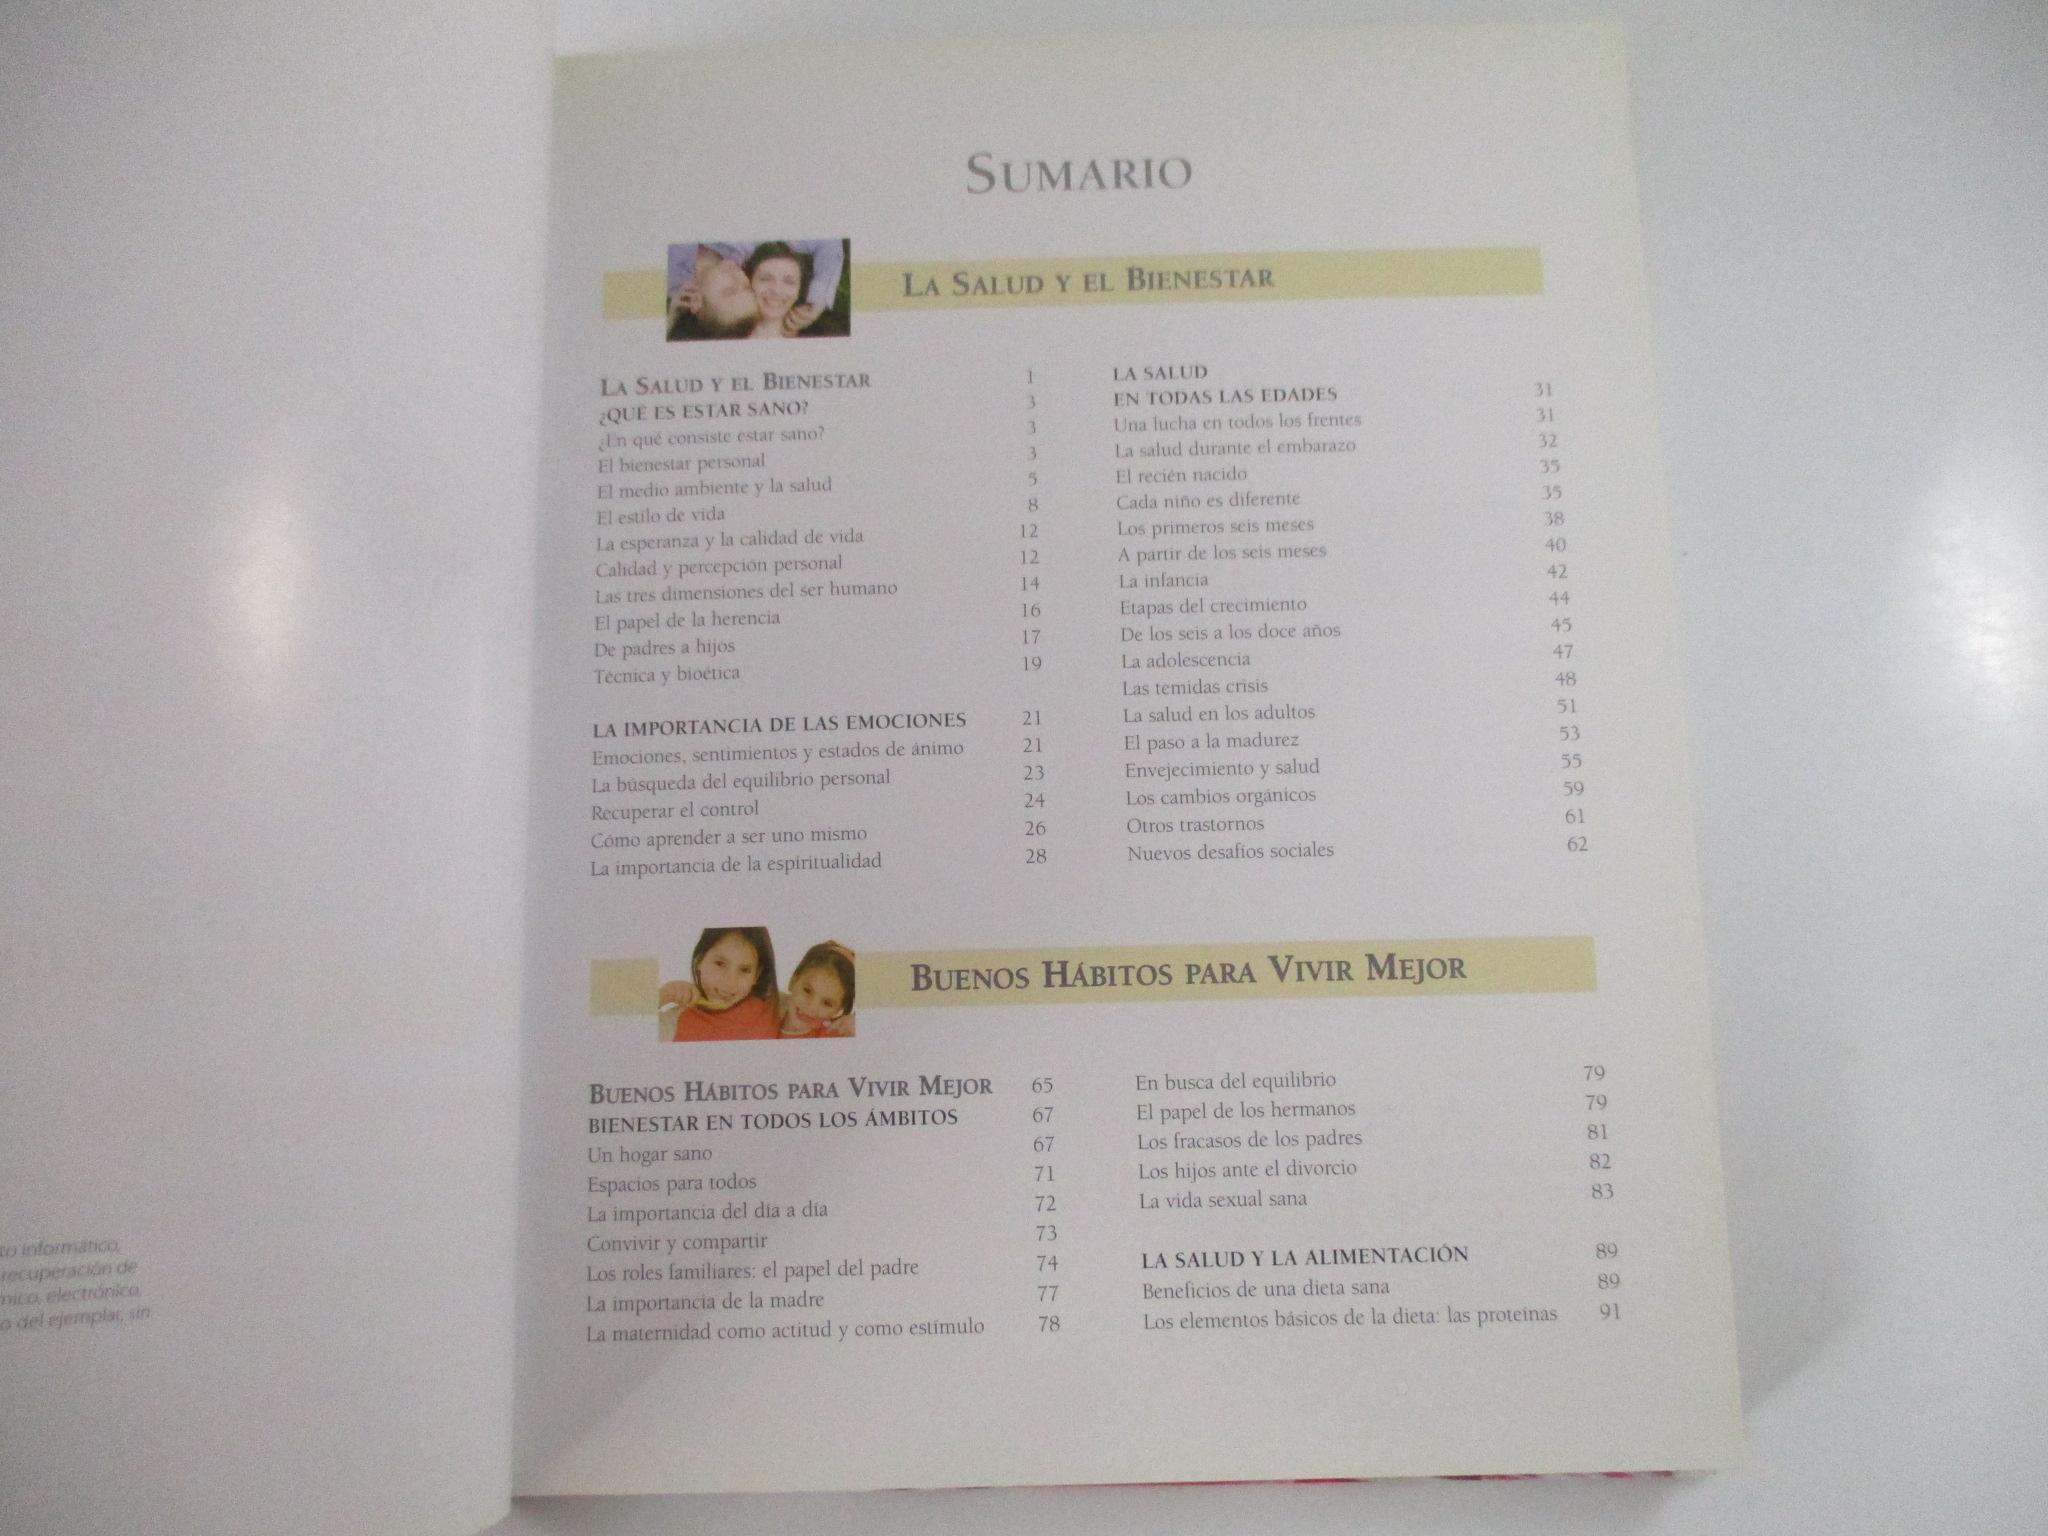 to informático,
recuperación de
nico, electrónico,
o del ejemplar, sin
SUMARIO
LA SALUD Y EL BIENESTAR
LA SALUD Y EL BIENESTAR 1
¿QUÉ ES ESTAR SANO? 3
¿En qué consiste estar sano? 3
El bienestar personal 3
El medio ambiente y la salud 5
El estilo de vida 8
La esperanza y la calidad de vida 12
Calidad y percepción personal 12
Las tres dimensiones del ser humano 14
El papel de la herencia 16
De padres a hijos 17
Técnica y bioética 19
LA IMPORTANCIA DE LAS EMOCIONES 21
Emociones, sentimientos y estados de ánimo 21
La búsqueda del equilibrio personal 23
Recuperar el control 24
Cómo aprender a ser uno mismo 26
La importancia de la espiritualidad 28
LA SALUD
EN TODAS LAS EDADES 31
Una lucha en todos los frentes 31
La salud durante el embarazo 32
El recién nacido 35
Cada niño es diferente 35
Los primeros seis meses 38
A partir de los seis meses 40
La infancia 42
Etapas del crecimiento 44
De los seis a los doce años 45
La adolescencia 47
Las temidas crisis 48
La salud en los adultos 51
El paso a la madurez 53
Envejecimiento y salud 55
Los cambios orgánicos 59
Otros trastornos 61
Nuevos desafíos sociales 62
BUENOS HÁBITOS PARA VIVIR MEJOR
BUENOS HÁBITOS PARA VIVIR MEJOR 65
BIENESTAR EN TODOS LOS ÁMBITOS 67
Un hogar sano 67
Espacios para todos 71
La importancia del día a día 72
Convivir y compartir 73
Los roles familiares: el papel del padre 74
La importancia de la madre 77
La maternidad como actitud y como estímulo 78
En busca del equilibrio 79
El papel de los hermanos 79
Los fracasos de los padres 81
Los hijos ante el divorcio 82
La vida sexual sana 83
LA SALUD Y LA ALIMENTACIÓN 89
Beneficios de una dieta sana 89
Los elementos básicos de la dieta: las proteínas 91